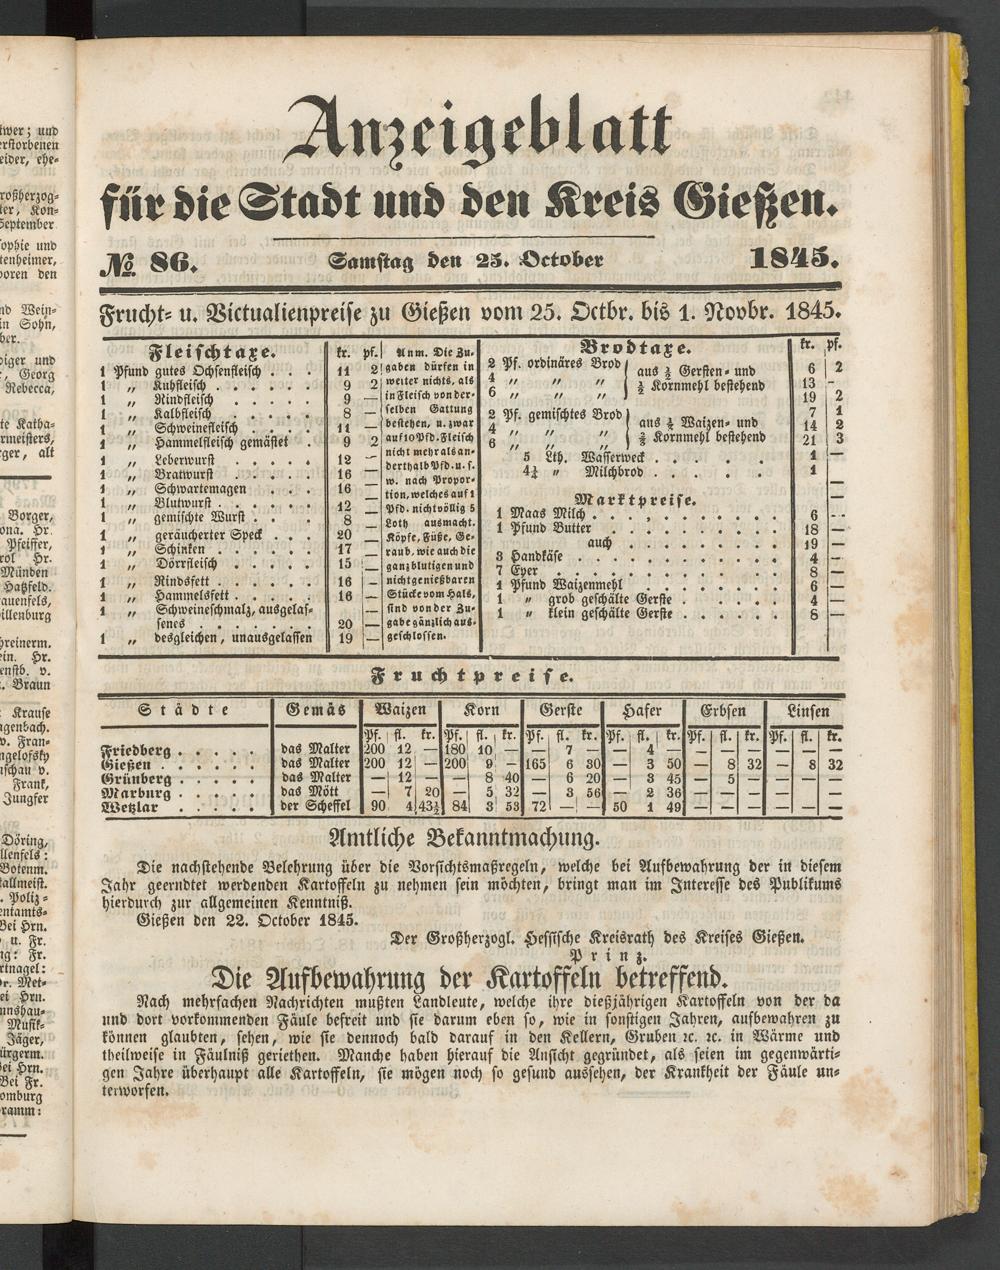 Anzeigeblatt
für die Stadt und den Kreis Gießen.
No. 86. Samstag den 25. October 1845.
Frucht- u. Victualienpreise zu Gießen vom 25. Octbr. bis 1. Novbr. 1845.
Fleischtaxe. kr. pf.
1 Pfund gutes Ochsenfleisch . . . 11 2
1 „ Kuhfleisch . . . . . 9 2
1 „ Rindfleisch . . . . 9 —
1 „ Kalbfleisch . . . . 8 —
1 „ Schweinefleisch . . . . 11 —
1 „ Hammelfleisch gemästet . 9 2
1 „ Leberwurst . . . . . 12 —
1 „ Bratwurst . . . . . 16 —
1 „ Schwartemagen . . . . 16 —
1 „ Blutwurst . . . . . 12 —
1 „ gemischte Wurst . . . 8 —
1 „ geräucherter Speck . . . 20 —
1 „ Schinken . . . . . 17 —
1 „ Dörrfleisch . . . . . 15 —
1 „ Rindsfett . . . . . 16 —
1 „ Hammelsfett . . . . . 16 —
1 „ Schweineschmalz, ausgelas-
senes . . . . . . 20 —
1 „ desgleichen, unausgelassen 19 —
Anm. Die Zu-
gaben dürfen in
weiter nichts, als
in Fleisch von der-
selben Gattung
bestehen, u. zwar
auf 10 Pfd. Fleisch
nicht mehr als an-
derthalb Pfd. u. s.
w. nach Propor-
tion, welches auf 1
Pfd. nicht völlig 5
Loth ausmacht.
Köpfe, Füße, Ge-
raub, wie auch die
ganz blutigen und
nicht genießbaren
Stücke vom Hals,
sind von der Zu-
gabe gänzlich aus-
geschlossen.
Brodtaxe. kr. pf.
2 Pf. ordinäres Brod 6 2
4 „ „ „ aus ½ Gersten- und ½ Kornmehl bestehend 13 -
6 „ „ „ 19 2
2 Pf. gemischtes Brod 7 1
4 „ „ „ aus Waizen- und Kornmehl bestehend 14 2
6 „ „ „ 21 3
5 Lth. Wasserweck . . . . 1 —
4½ „ Milchbrod . . . . 1
Marktpreise.
1 Maas Milch . . . . . . . 6 --
1 Pfund Butter . . . . . . . 18 —
auch . . . . . . . 19 —
3 Handkäse . . . . . . . 4 —
7 Eyer . . . . . . . 8 —
1 Pfund Waizenmehl . . . . . . 6 —
1 „ grob geschälte Gerste . . . . 4 —
1 „ klein geschälte Gerste . . . . 8 —
Fruchtpreise.
Städte Gemäs Waizen Korn Gerste Hafer Erbsen Linsen
Pf. fl. kr. Pf. fl. kr. Pf. fl. kr. Pf. fl. kr. Pf. fl. kr. Pf. fl. kr.
Friedberg . . . . . das Malter 200 12 — 180 10 — — 7 — — 4 — — — — — — —
Gießen . . . . . das Malter 200 12 — 200 9 — 165 6 30 — 3 50 — 8 32 — 8 32
Grünberg . . . . . das Malter — 12 — — 8 40 — 6 20 — 3 45 — 5 — — — —
Marburg . . . . . das Mött — 7 20 — 5 32 — 3 56 — 2 36 — — — — — —
Wetzlar . . . . . der Scheffel 90 4 43½ 84 3 53 72 — — 50 1 49 — — — — — —
Amtliche Bekanntmachung.
Die nachstehende Belehrung über die Vorsichtsmaßregeln, welche bei Aufbewahrung der in diesem
Jahr geerndtet werdenden Kartoffeln zu nehmen sein möchten, bringt man im Interesse des Publikums
hierdurch zur allgemeinen Kenntniß.
Gießen den 22. October 1845.
Der Großherzogl. Hessische Kreisrath des Kreises Gießen.
Prinz.
Die Aufbewahrung der Kartoffeln betreffend.
Nach mehrfachen Nachrichten mußten Landleute, welche ihre dießjährigen Kartoffeln von der da
und dort vorkommenden Fäule befreit und sie darum eben so, wie in sonstigen Jahren, aufbewahren zu
können glaubten, sehen, wie sie dennoch bald darauf in den Kellern, Gruben ꝛc. ꝛc. in Wärme und
theilweise in Fäulniß geriethen. Manche haben hierauf die Ansicht gegründet, als seien im gegenwärti-
gen Jahre überhaupt alle Kartoffeln, sie mögen noch so gesund aussehen, der Krankheit der Fäule un-
terworfen.